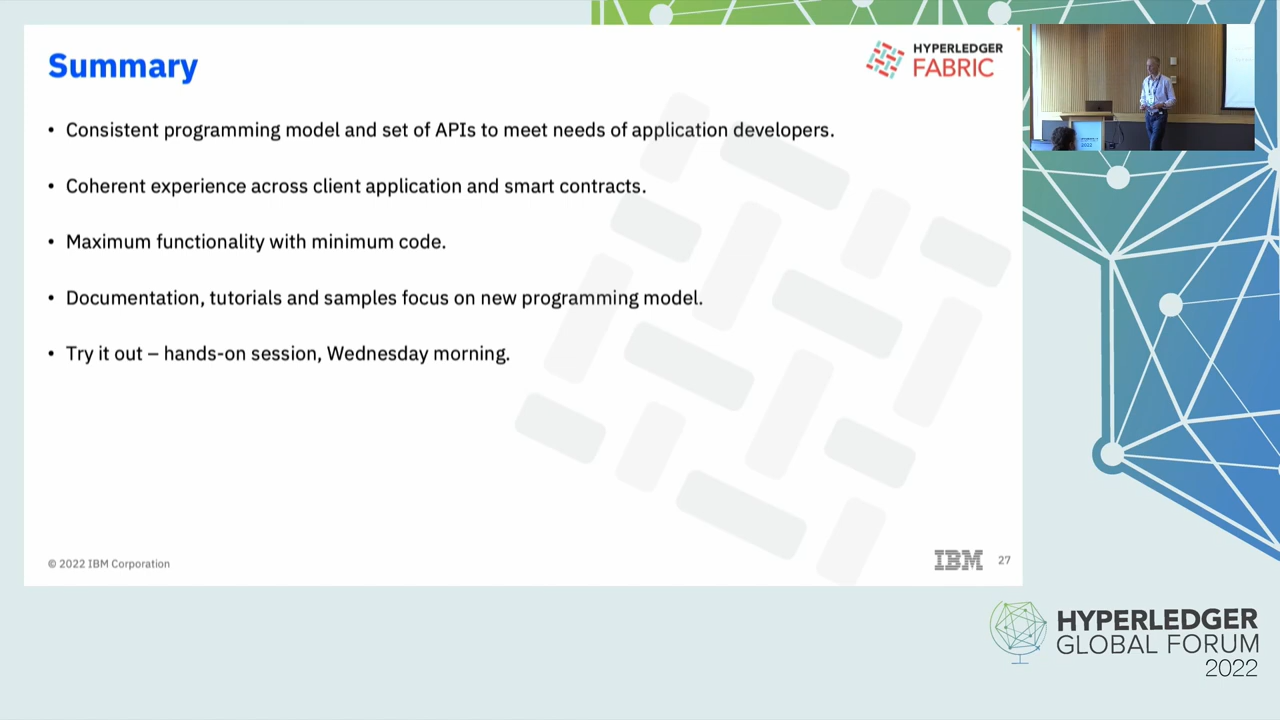 Summary
HYPERLEDGER
FABRIC
• Consistent programming model and set of APIs to meet needs of application developers.
• Coherent experience across client application and smart contracts.
• Maximum functionality with minimum code.
• Documentation, tutorials and samples focus on new programming model.
• Try it out – hands-on session, Wednesday morning.
© 2022 IBM Corporation
IBM
27
HYPERLEDGER
GLOBAL FORUM
2022